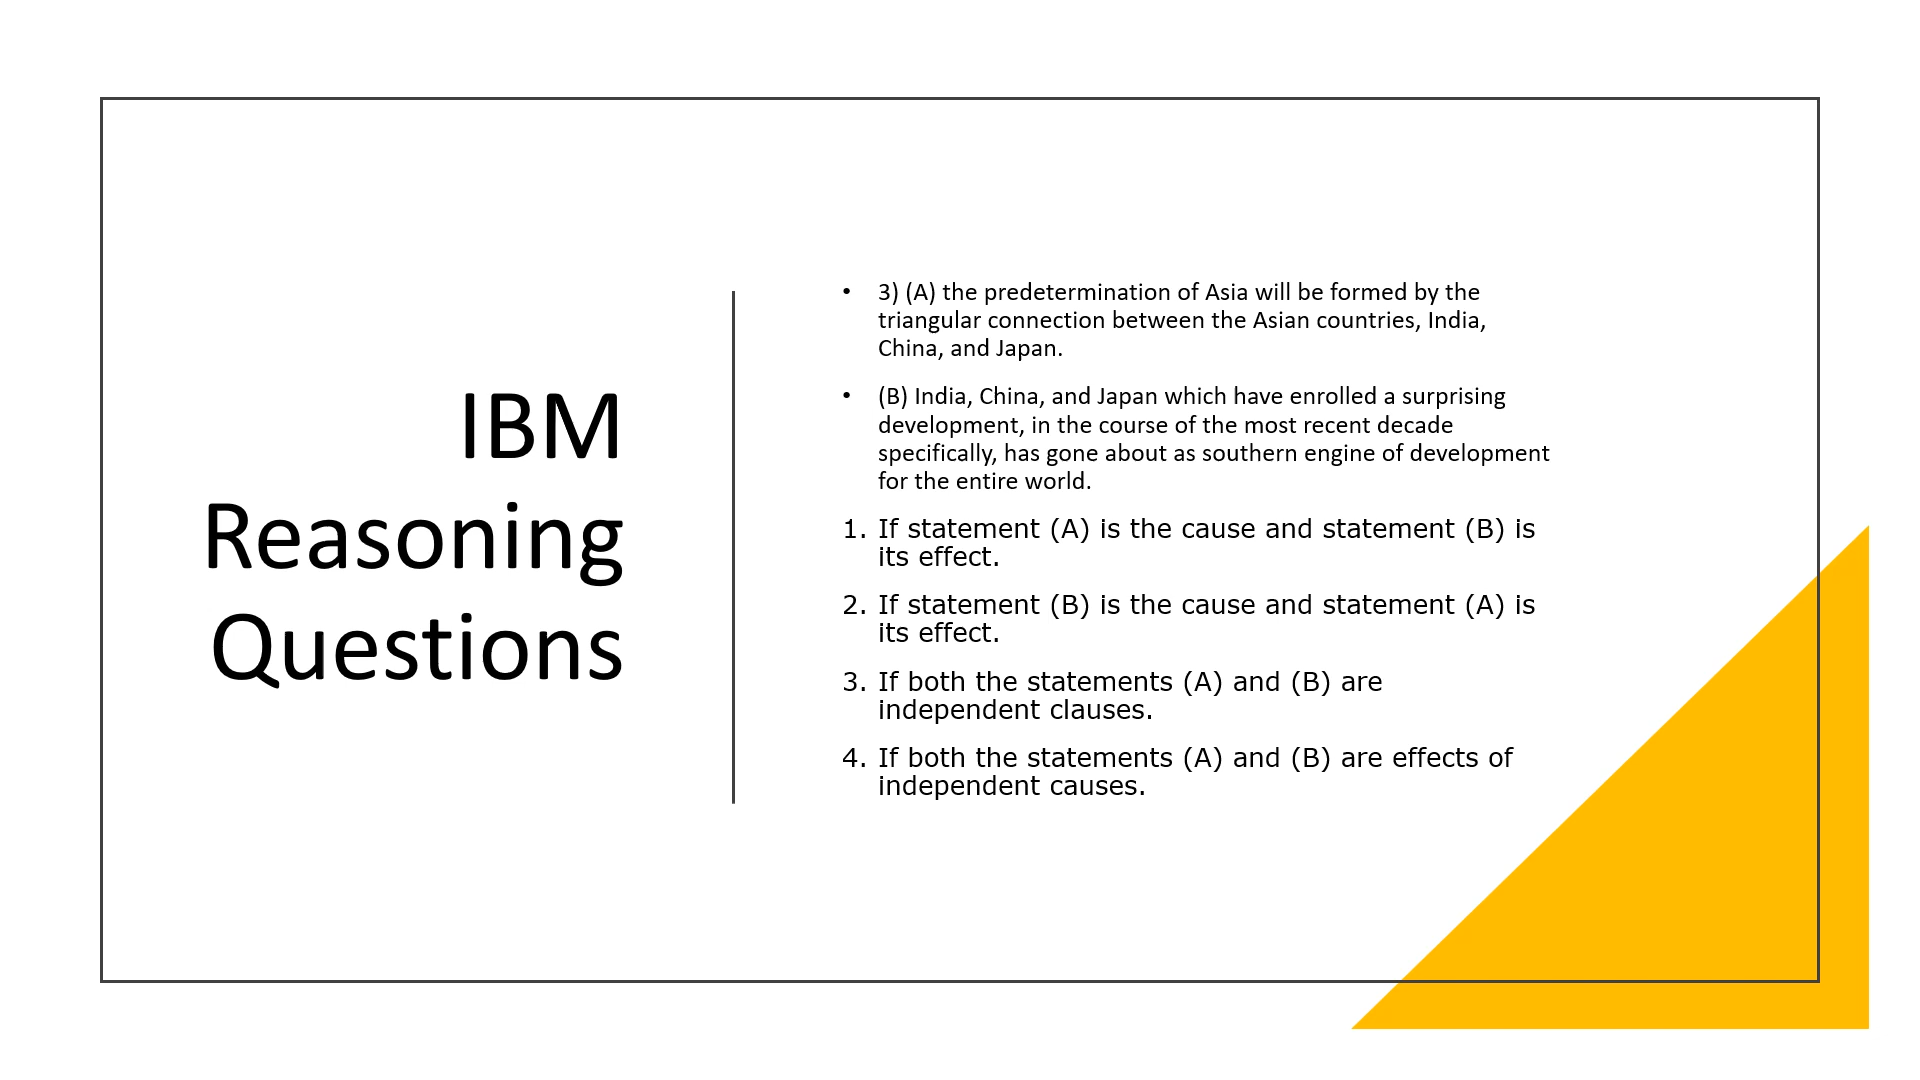 IBM
Reasoning
Questions
• 3) (A) the predetermination of Asia will be formed by the
triangular connection between the Asian countries, India,
China, and Japan.
• (B) India, China, and Japan which have enrolled a surprising
development, in the course of the most recent decade
specifically, has gone about as southern engine of development
for the entire world.
1. If statement (A) is the cause and statement (B) is
its effect.
2. If statement (B) is the cause and statement (A) is
its effect.
3. If both the statements (A) and (B) are
independent clauses.
4. If both the statements (A) and (B) are effects of
independent causes.